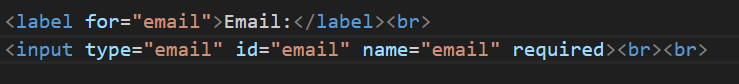 <label for="email">Email:</label><br>
<input type="email" id="email" name="email" required><br><br>